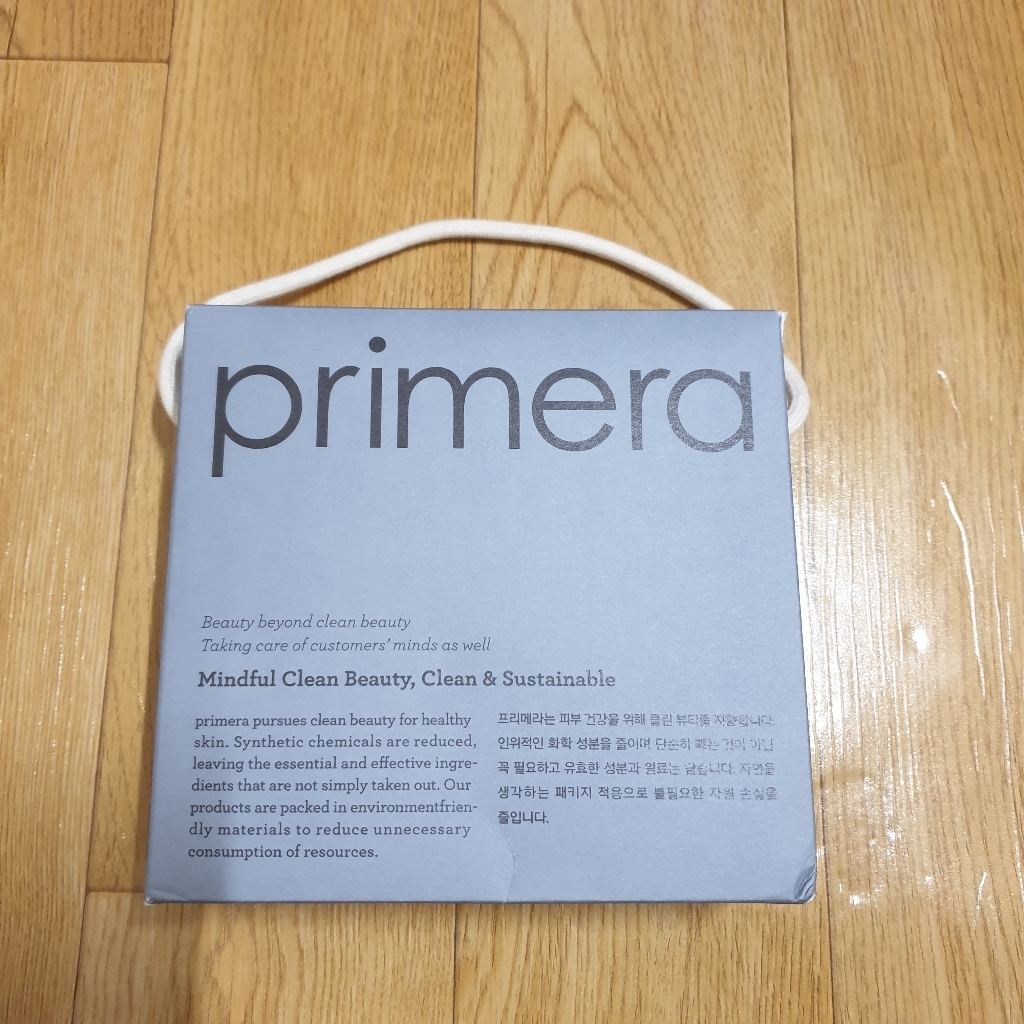 primera
Beauty beyond clean beauty
Taking care of customers' minds as well
Mindful Clean Beauty, Clean & Sustainable
primera pursues clean beauty for healthy
skin. Synthetic chemicals are reduced,
leaving the essential and effective ingre-
dients that are not simply taken out. Our
products are packed in environmentfrien-
dly materials to reduce unnecessary
consumption of resources.
프리메라는 피부 건강을 위해 클린 뷰티를 지향합니다.
인위적인 화학 성분을 줄이며 단순히 빼는 것이 아닌
꼭 필요하고 유효한 성분과 원료는 담습니다. 자연을
생각하는 패키지 적용으로 불필요한 자원 손실을
줄입니다.